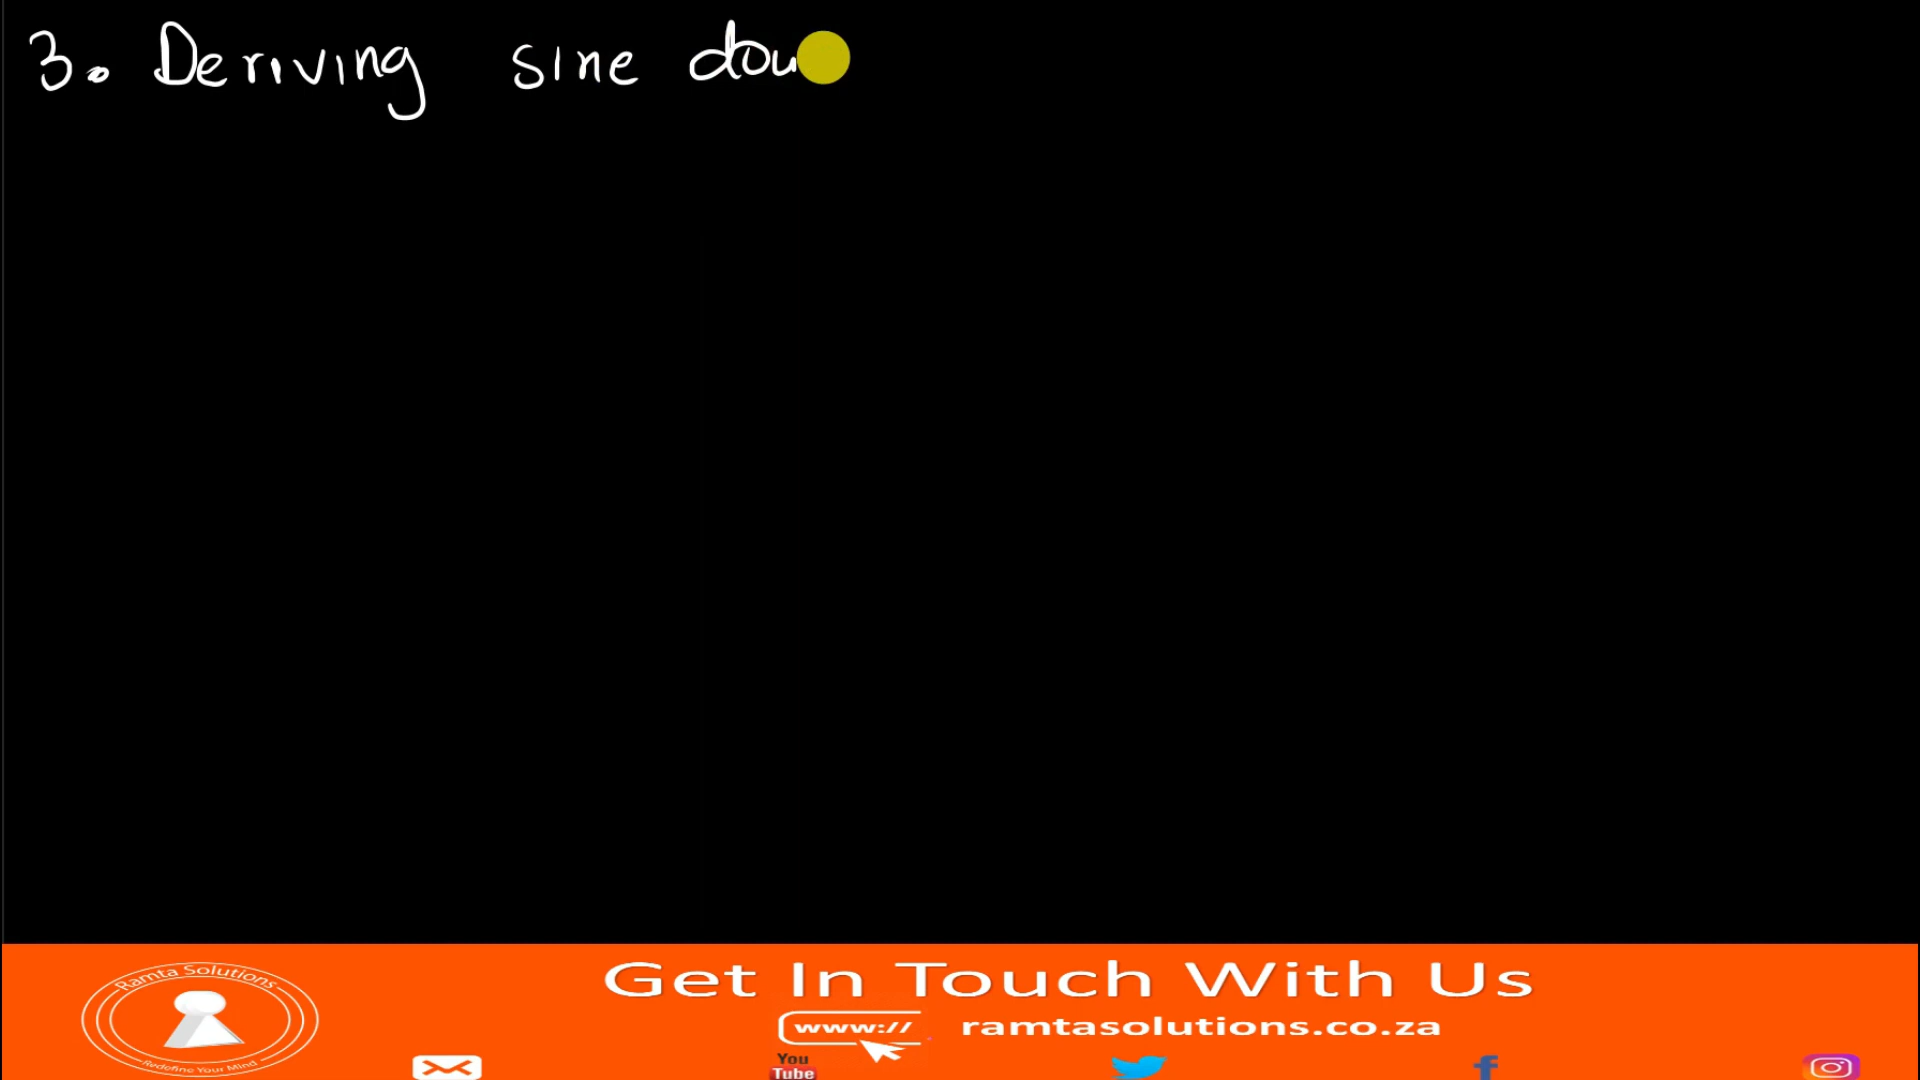 3. Deriving sine dou
Get In Touch With Us
www:// ramtasolutions.co.za
Ramta Solutions
Redefine Your Mind
You
Tube